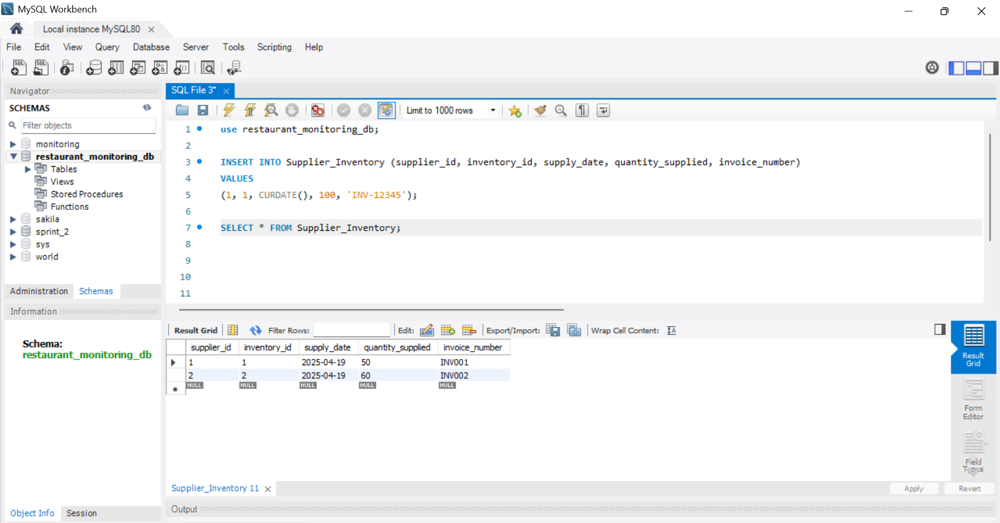 MySQL Workbench
Local instance MySQL80
File Edit View Query Database Server Tools Scripting Help
Navigator
SCHEMAS
Filter objects
monitoring
restaurant_monitoring_db
Tables
Views
Stored Procedures
Functions
sakila
sprint_2
sys
world
Administration Schemas
Information
Schema:
restaurant_monitoring_db
Object Info Session
SQL File 3*
Limit to 1000 rows
1 use restaurant_monitoring_db;
2
3 INSERT INTO Supplier_Inventory (supplier_id, inventory_id, supply_date, quantity_supplied, invoice_number)
4 VALUES
5 (1, 1, CURDATE(), 100, 'INV-12345');
6
7 SELECT * FROM Supplier_Inventory;
8
9
10
11
Result Grid Filter Rows: Edit: Export/Import: Wrap Cell Content:
supplier_id inventory_id supply_date quantity_supplied invoice_number
1 1 2025-04-19 50 INV001
2 2 2025-04-19 60 INV002
NULL NULL NULL NULL NULL
Result
Grid
Form
Editor
Field
Types
Supplier_Inventory 11
Apply Revert
Output